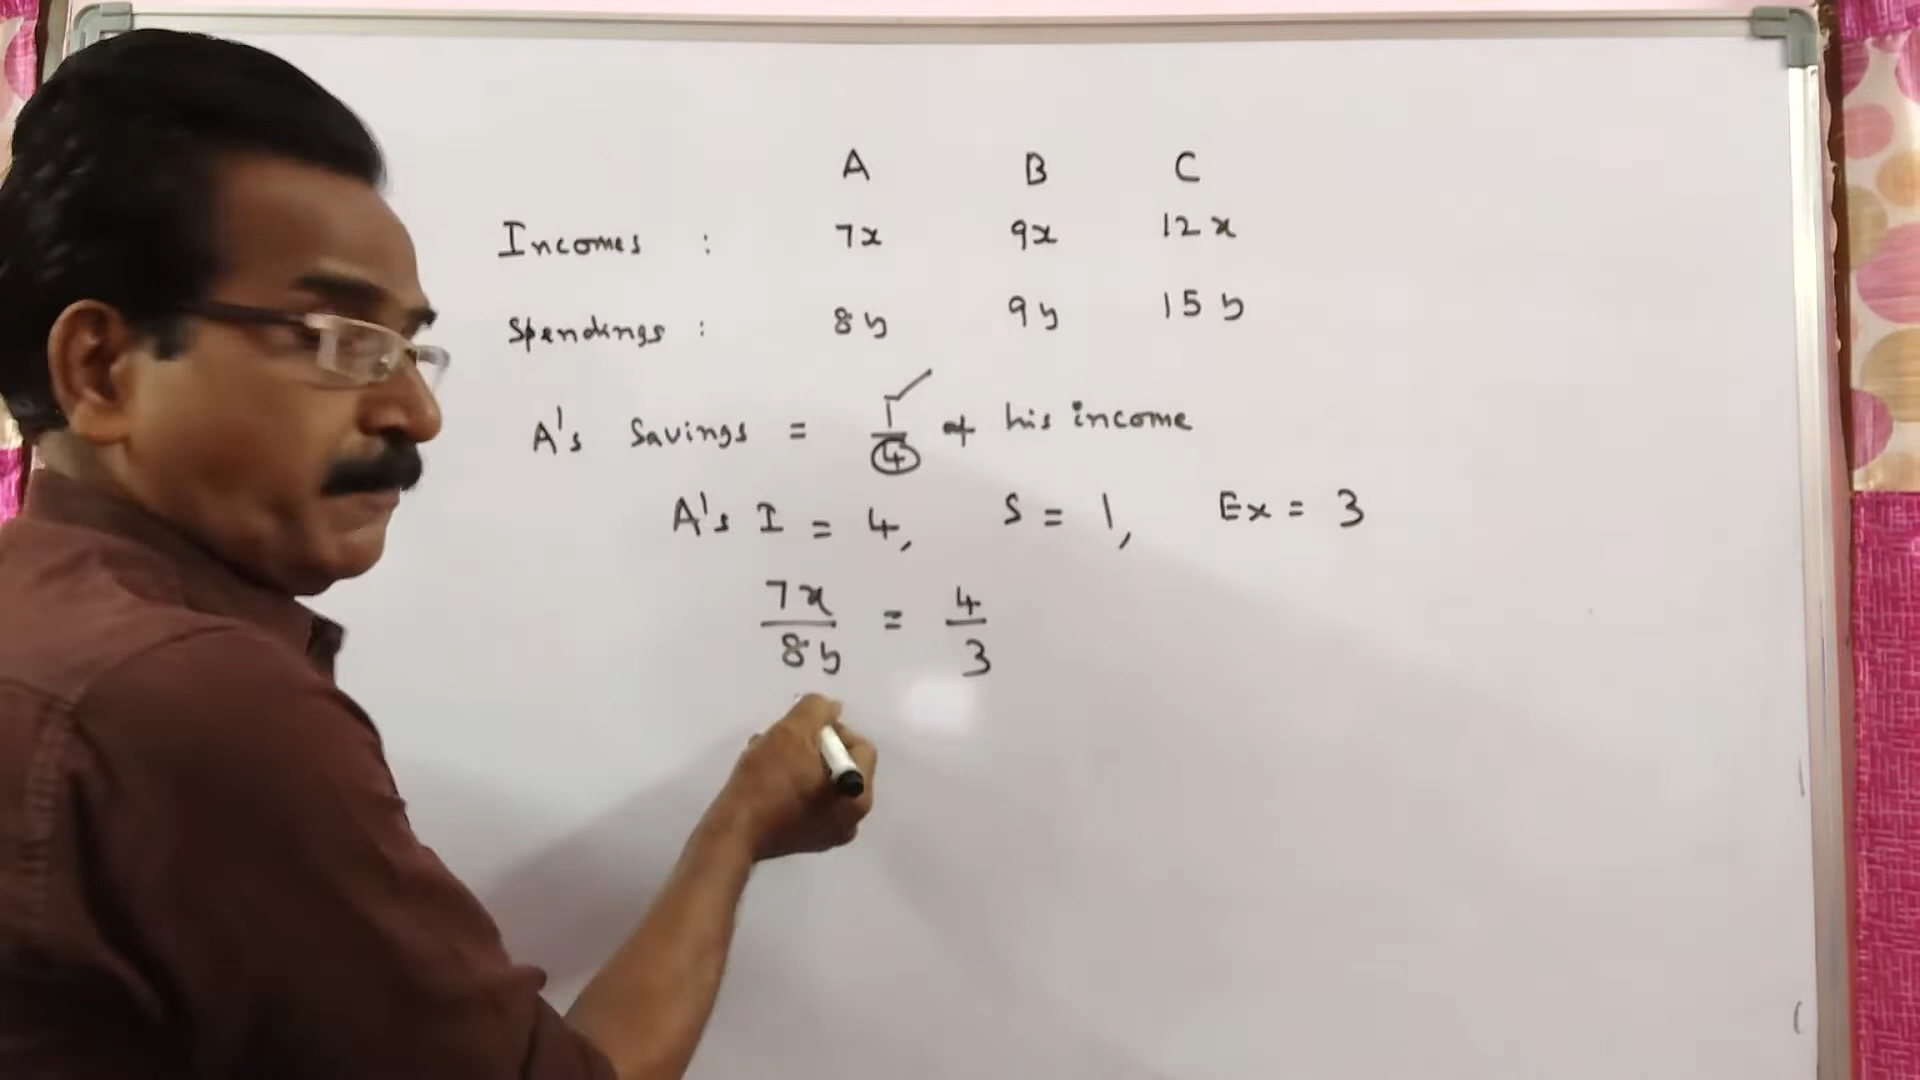 A B C
Incomes : 7x 9x 12x
Spendings : 8y 9y 15y
A's Savings = 1/4 of his income
A's I = 4, S = 1, Ex = 3
7x/8y = 4/3